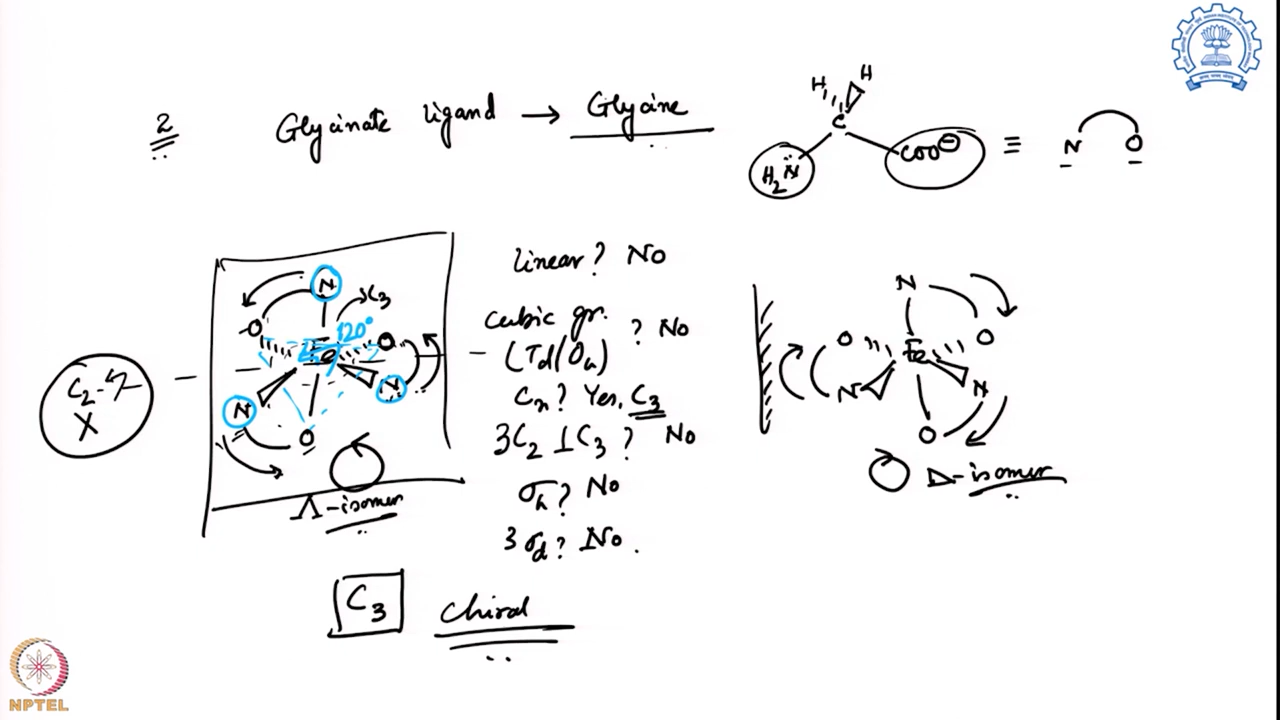 2 Glycinate ligand → Glycine
H H
C
H₂N̈ COO⊖ ≡ N O
N
C₃
O 120° O
Fe
N N
O
C₂ X
Λ-isomer
linear? No
cubic gr. ? No
(Td/Oh)
Cn? Yes, C₃
3C₂ ⊥ C₃ ? No
σh? No
3σd? No.
N
O O
Fe
N N
O
Δ-isomer
C₃ Chiral
NPTEL